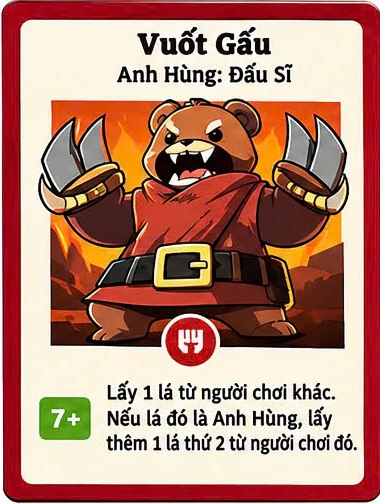 Vuốt Gấu
Anh Hùng: Đấu Sĩ
Lấy 1 lá từ người chơi khác.
7+
Nếu lá đó là Anh Hùng, lấy
thêm 1 lá thứ 2 từ người chơi đó.